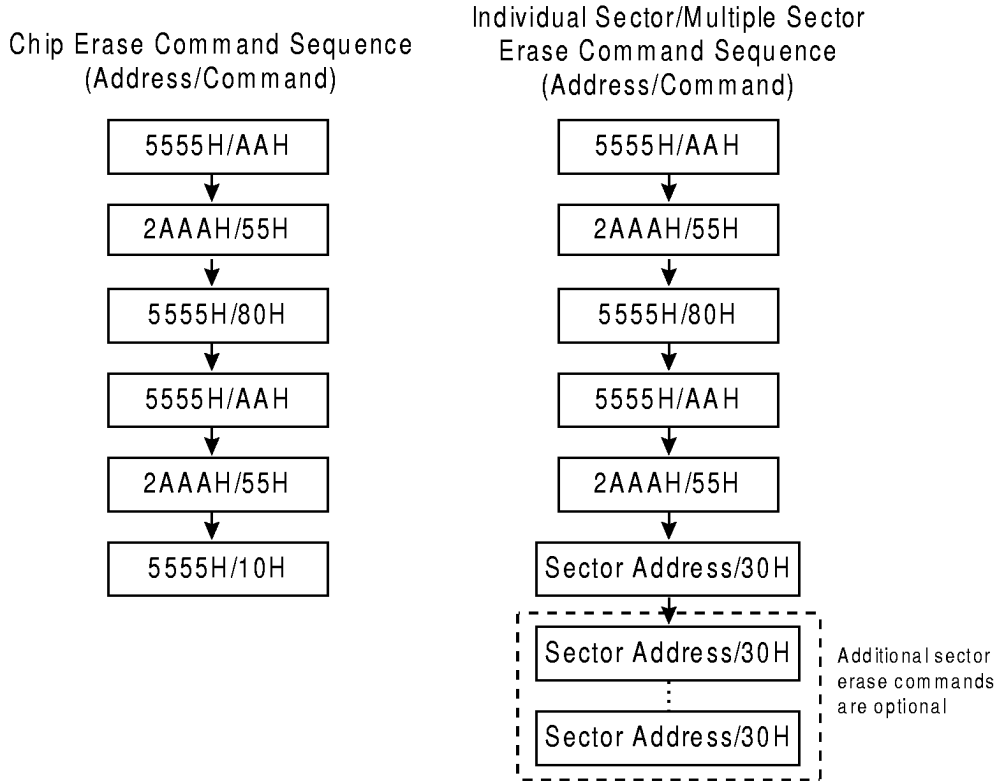 Chip Erase Command Sequence
(Address/Command)
5555H/AAH
2AAAH/55H
5555H/80H
5555H/AAH
2AAAH/55H
5555H/10H
Individual Sector/Multiple Sector
Erase Command Sequence
(Address/Command)
5555H/AAH
2AAAH/55H
5555H/80H
5555H/AAH
2AAAH/55H
Sector Address/30H
Sector Address/30H
Sector Address/30H
Additional sector
erase commands
are optional